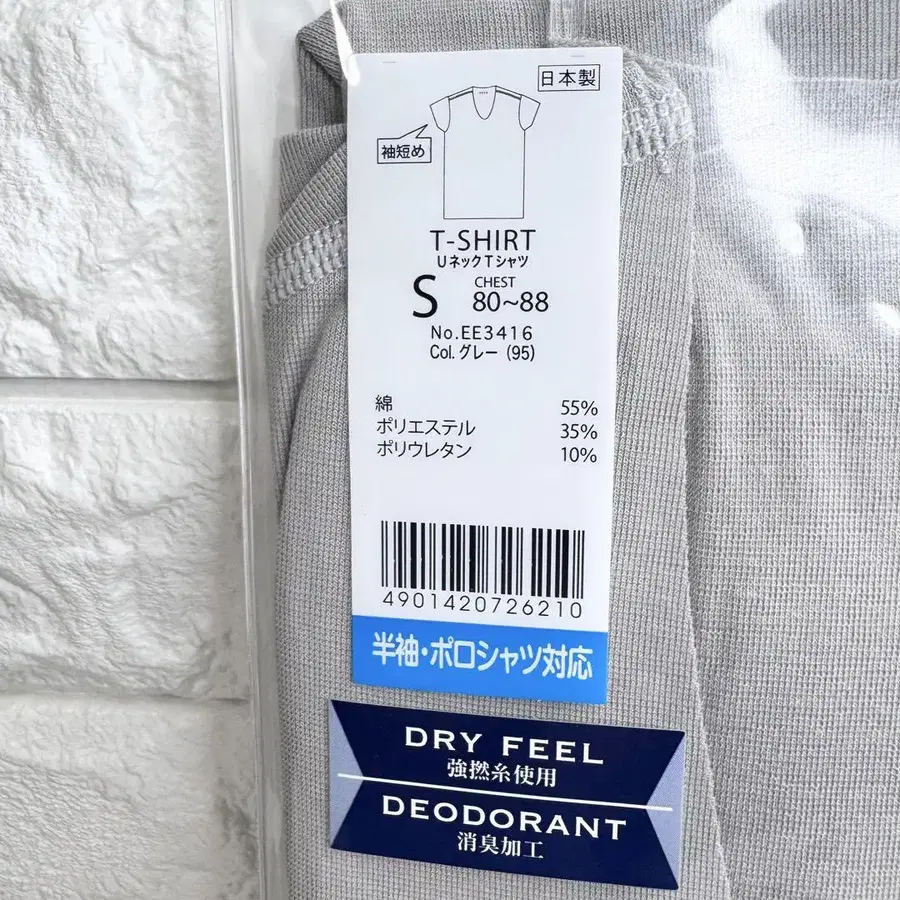 日本製
袖短め
T-SHIRT
UネックTシャツ
S CHEST 80~88
No.EE3416
Col.グレー (95)
綿 55%
ポリエステル 35%
ポリウレタン 10%
4901420726210
半袖・ポロシャツ対応
DRY FEEL
強撚糸使用
DEODORANT
消臭加工